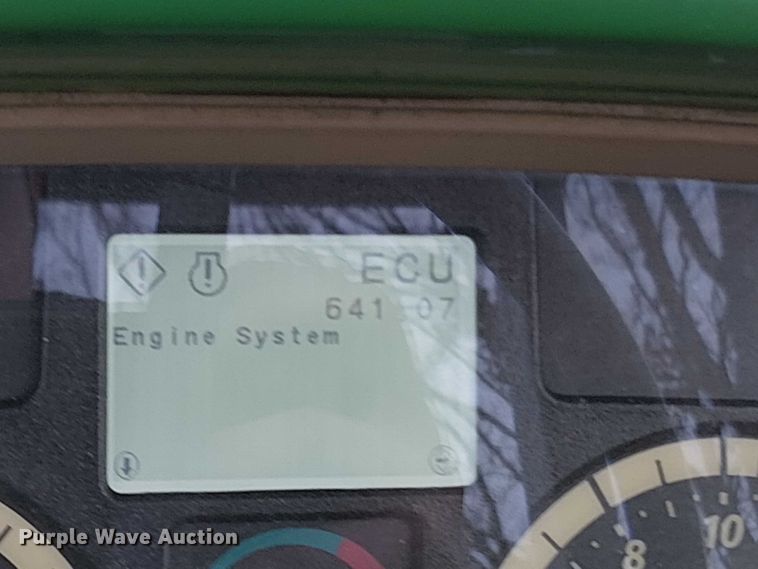 ECU
641 07
Engine System
8
10
Purple Wave Auction